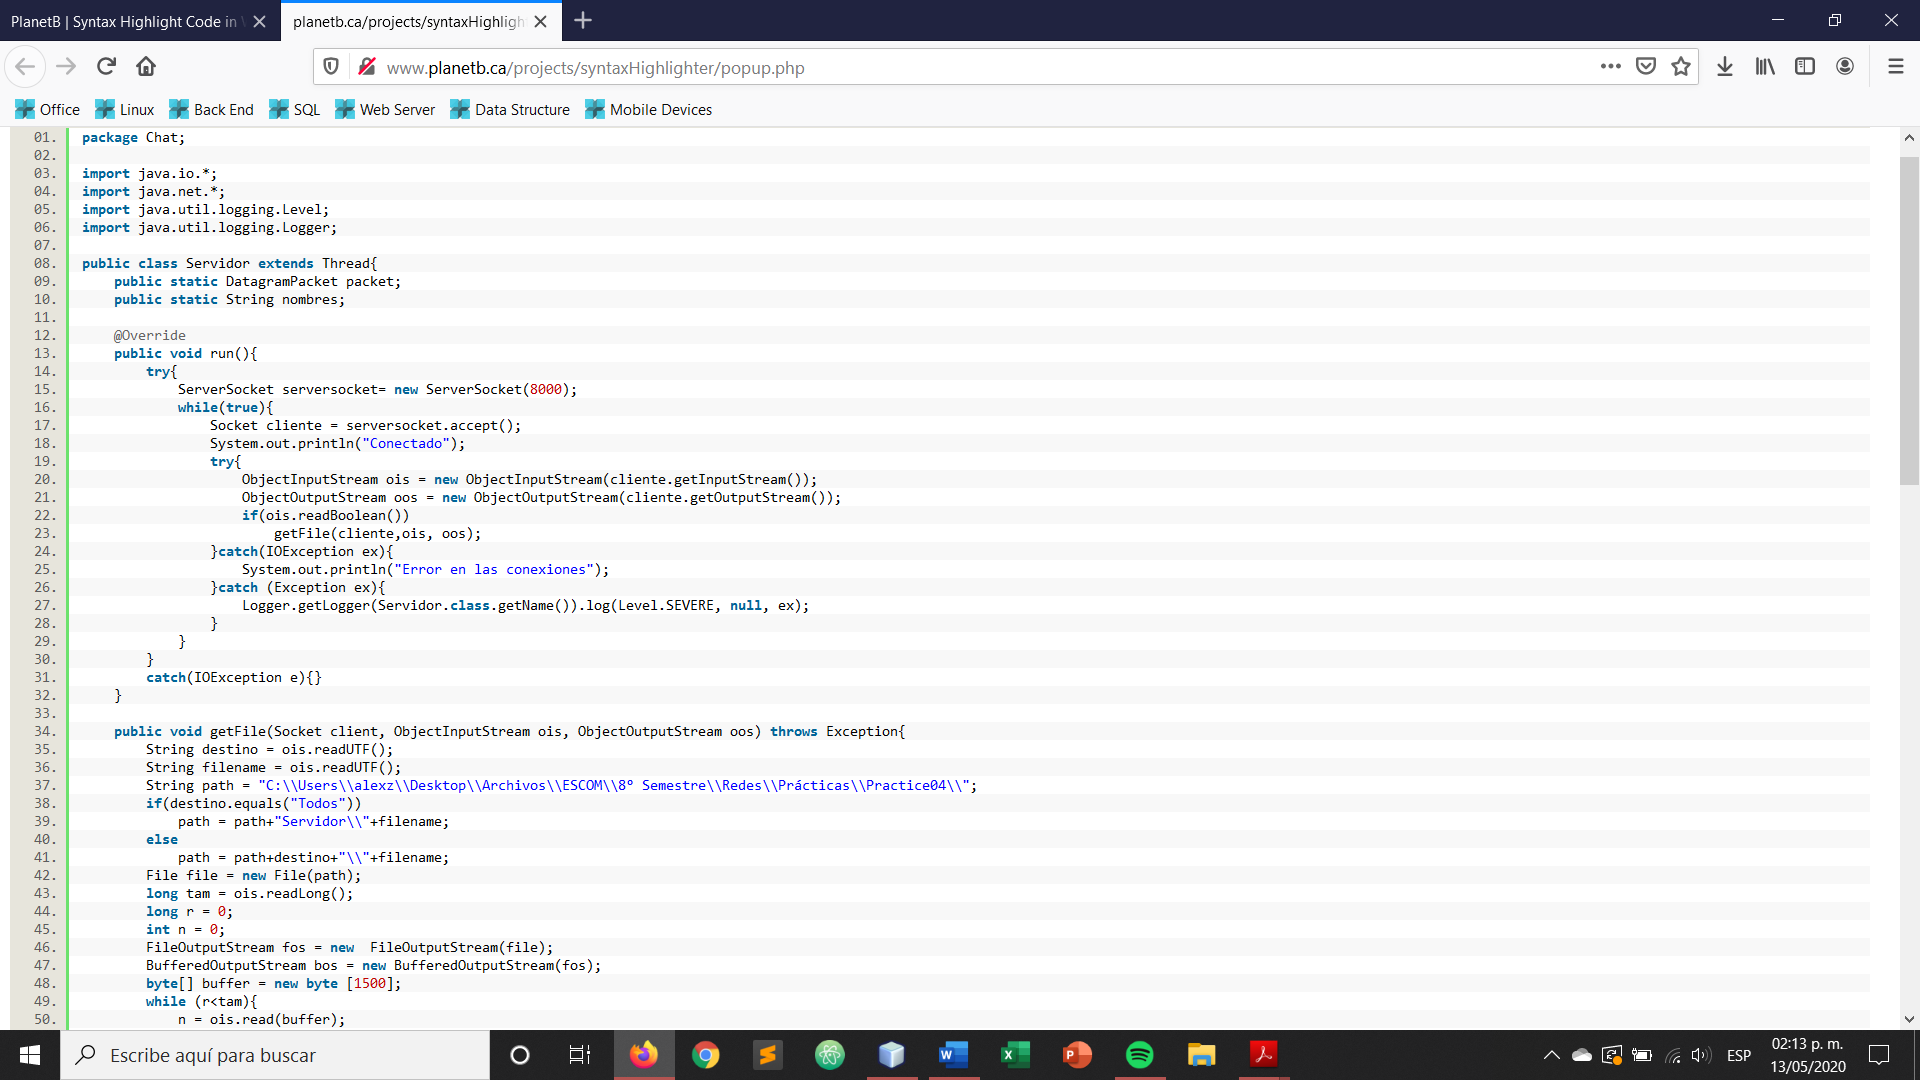 PlanetB | Syntax Highlight Code in
planetb.ca/projects/syntaxHighligh
www.planetb.ca/projects/syntaxHighlighter/popup.php
Office Linux Back End SQL Web Server Data Structure Mobile Devices
01. package Chat;
02.
03. import java.io.*;
04. import java.net.*;
05. import java.util.logging.Level;
06. import java.util.logging.Logger;
07.
08. public class Servidor extends Thread{
09.     public static DatagramPacket packet;
10.     public static String nombres;
11.
12.     @Override
13.     public void run(){
14.         try{
15.             ServerSocket serversocket= new ServerSocket(8000);
16.             while(true){
17.                 Socket cliente = serversocket.accept();
18.                 System.out.println("Conectado");
19.                 try{
20.                     ObjectInputStream ois = new ObjectInputStream(cliente.getInputStream());
21.                     ObjectOutputStream oos = new ObjectOutputStream(cliente.getOutputStream());
22.                     if(ois.readBoolean())
23.                         getFile(cliente,ois, oos);
24.                 }catch(IOException ex){
25.                     System.out.println("Error en las conexiones");
26.                 }catch (Exception ex){
27.                     Logger.getLogger(Servidor.class.getName()).log(Level.SEVERE, null, ex);
28.                 }
29.             }
30.         }
31.         catch(IOException e){}
32.     }
33.
34.     public void getFile(Socket client, ObjectInputStream ois, ObjectOutputStream oos) throws Exception{
35.         String destino = ois.readUTF();
36.         String filename = ois.readUTF();
37.         String path = "C:\\Users\\alexz\\Desktop\\Archivos\\ESCOM\\8º Semestre\\Redes\\Prácticas\\Practice04\\";
38.         if(destino.equals("Todos"))
39.             path = path+"Servidor\\"+filename;
40.         else
41.             path = path+destino+"\\"+filename;
42.         File file = new File(path);
43.         long tam = ois.readLong();
44.         long r = 0;
45.         int n = 0;
46.         FileOutputStream fos = new  FileOutputStream(file);
47.         BufferedOutputStream bos = new BufferedOutputStream(fos);
48.         byte[] buffer = new byte [1500];
49.         while (r<tam){
50.             n = ois.read(buffer);
Escribe aquí para buscar
ESP
02:13 p. m.
13/05/2020